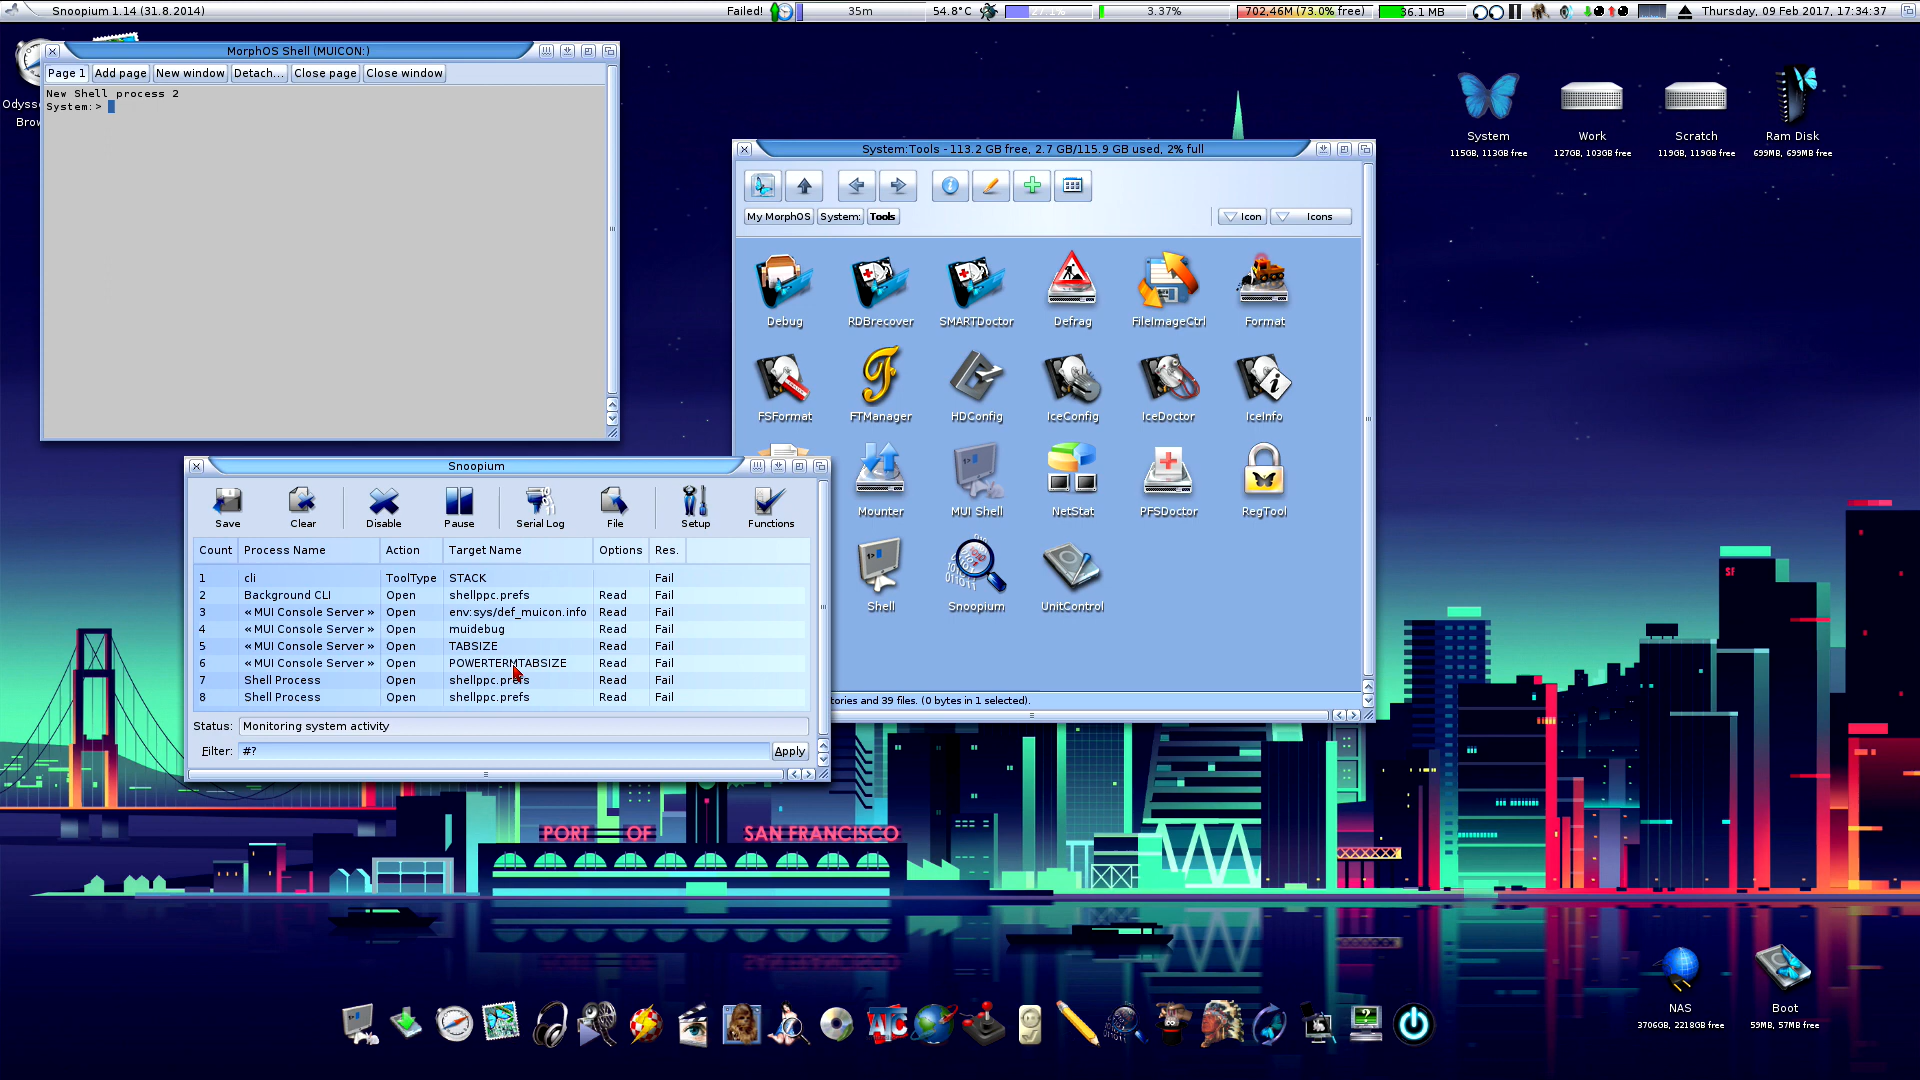 Snoopium 1.14 (31.8.2014)
Failed!
35m
54.8°C
27.1%
3.37%
702,46M (73.0% free)
36.1 MB
Thursday, 09 Feb 2017, 17:34:37
MorphOS Shell (MUICON:)
Page 1 Add page New window Detach... Close page Close window
New Shell process 2
System:>
Odyss
Brow
System:Tools - 113.2 GB free, 2.7 GB/115.9 GB used, 2% full
My MorphOS System: Tools
Icon Icons
Debug RDBrecover SMARTDoctor Defrag FileImageCtrl Format
FSFormat FTManager HDConfig IceConfig IceDoctor IceInfo
Mounter MUI Shell NetStat PFSDoctor RegTool
Shell Snoopium UnitControl
tories and 39 files. (0 bytes in 1 selected).
System Work Scratch Ram Disk
115GB, 113GB free 127GB, 103GB free 119GB, 119GB free 699MB, 699MB free
Snoopium
Save Clear Disable Pause Serial Log File Setup Functions
Count Process Name Action Target Name Options Res.
1 cli ToolType STACK Fail
2 Background CLI Open shellppc.prefs Read Fail
3 « MUI Console Server » Open env:sys/def_muicon.info Read Fail
4 « MUI Console Server » Open muidebug Read Fail
5 « MUI Console Server » Open TABSIZE Read Fail
6 « MUI Console Server » Open POWERTERMTABSIZE Read Fail
7 Shell Process Open shellppc.prefs Read Fail
8 Shell Process Open shellppc.prefs Read Fail
Status: Monitoring system activity
Filter: #? Apply
SF
PORT OF SAN FRANCISCO
NAS Boot
3706GB, 2218GB free 59MB, 57MB free